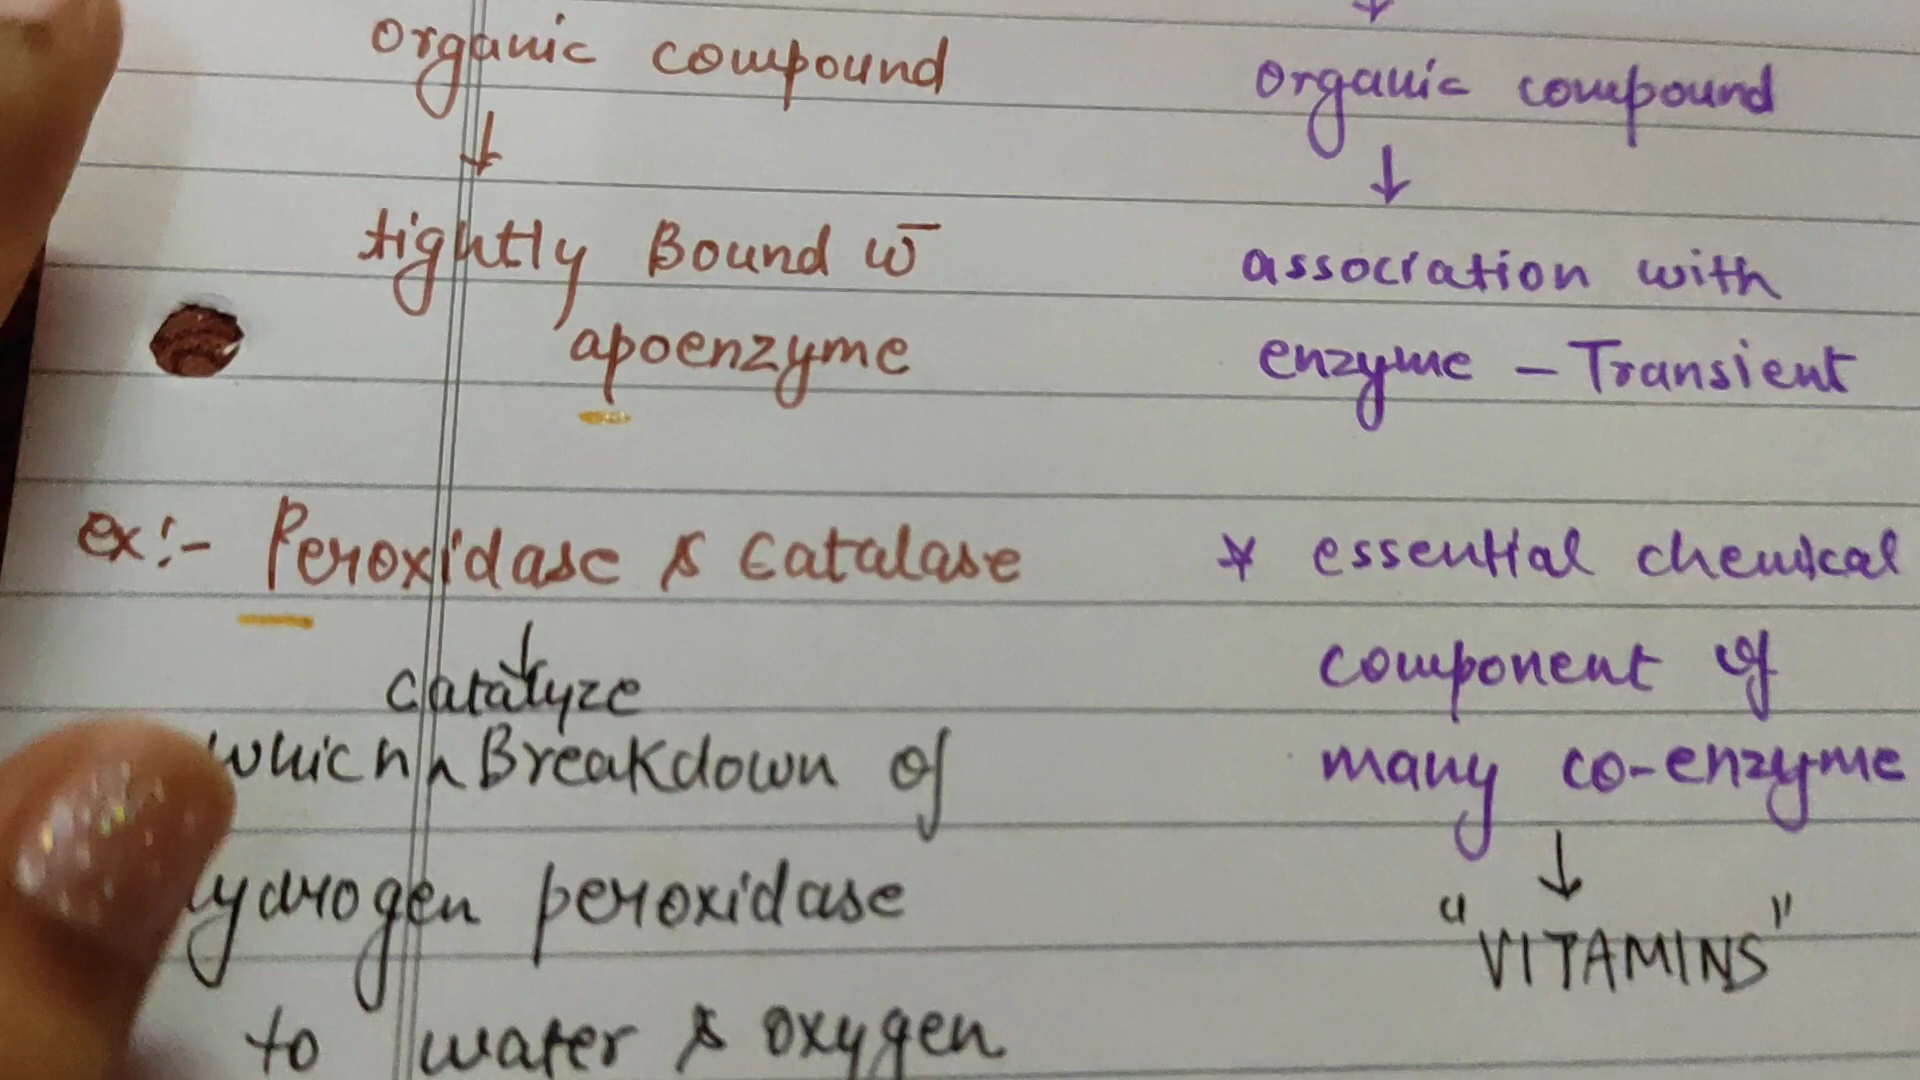 organic compound
↓
tightly Bound w̄
apoenzyme
ex:- Peroxidase & Catalase
↓
catalyze
which Breakdown of
hydrogen peroxidase
to water & oxygen
↓
organic compound
↓
association with
enzyme - Transient
* essential chemical
component of
many co-enzyme
↓
"VITAMINS"